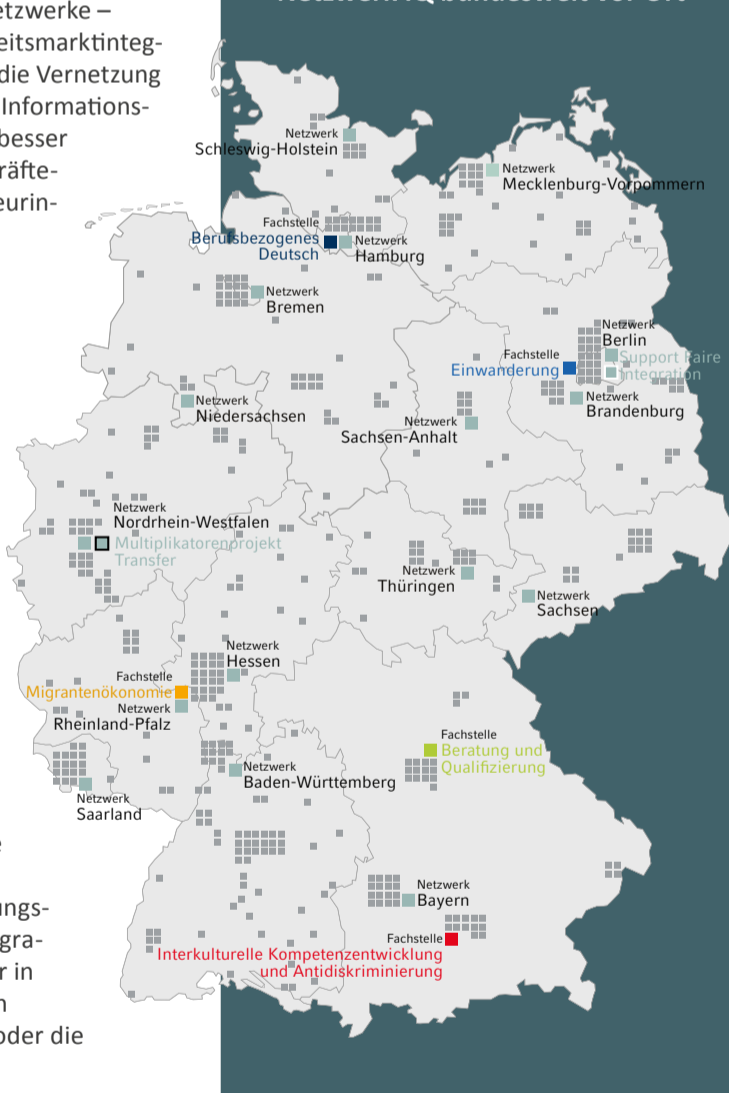 etzwerke –
eitsmarktinteg-
die Vernetzung
Informations-
besser
räfte-
eurin-
Netzwerk
Schleswig-Holstein
Netzwerk
Mecklenburg-Vorpommern
Fachstelle
Berufsbezogenes
Deutsch
Netzwerk
Hamburg
Netzwerk
Bremen
Netzwerk
Berlin
Support Faire
Integration
Fachstelle
Einwanderung
Netzwerk
Brandenburg
Netzwerk
Niedersachsen
Netzwerk
Sachsen-Anhalt
Netzwerk
Nordrhein-Westfalen
Multiplikatorenprojekt
Transfer
Netzwerk
Thüringen
Netzwerk
Sachsen
Netzwerk
Hessen
Fachstelle
Migrantenökonomie
Netzwerk
Rheinland-Pfalz
Fachstelle
Beratung und
Qualifizierung
Netzwerk
Baden-Württemberg
Netzwerk
Saarland
Netzwerk
Bayern
Fachstelle
Interkulturelle Kompetenzentwicklung
und Antidiskriminierung
e
ungs-
gra-
r in
n
oder die